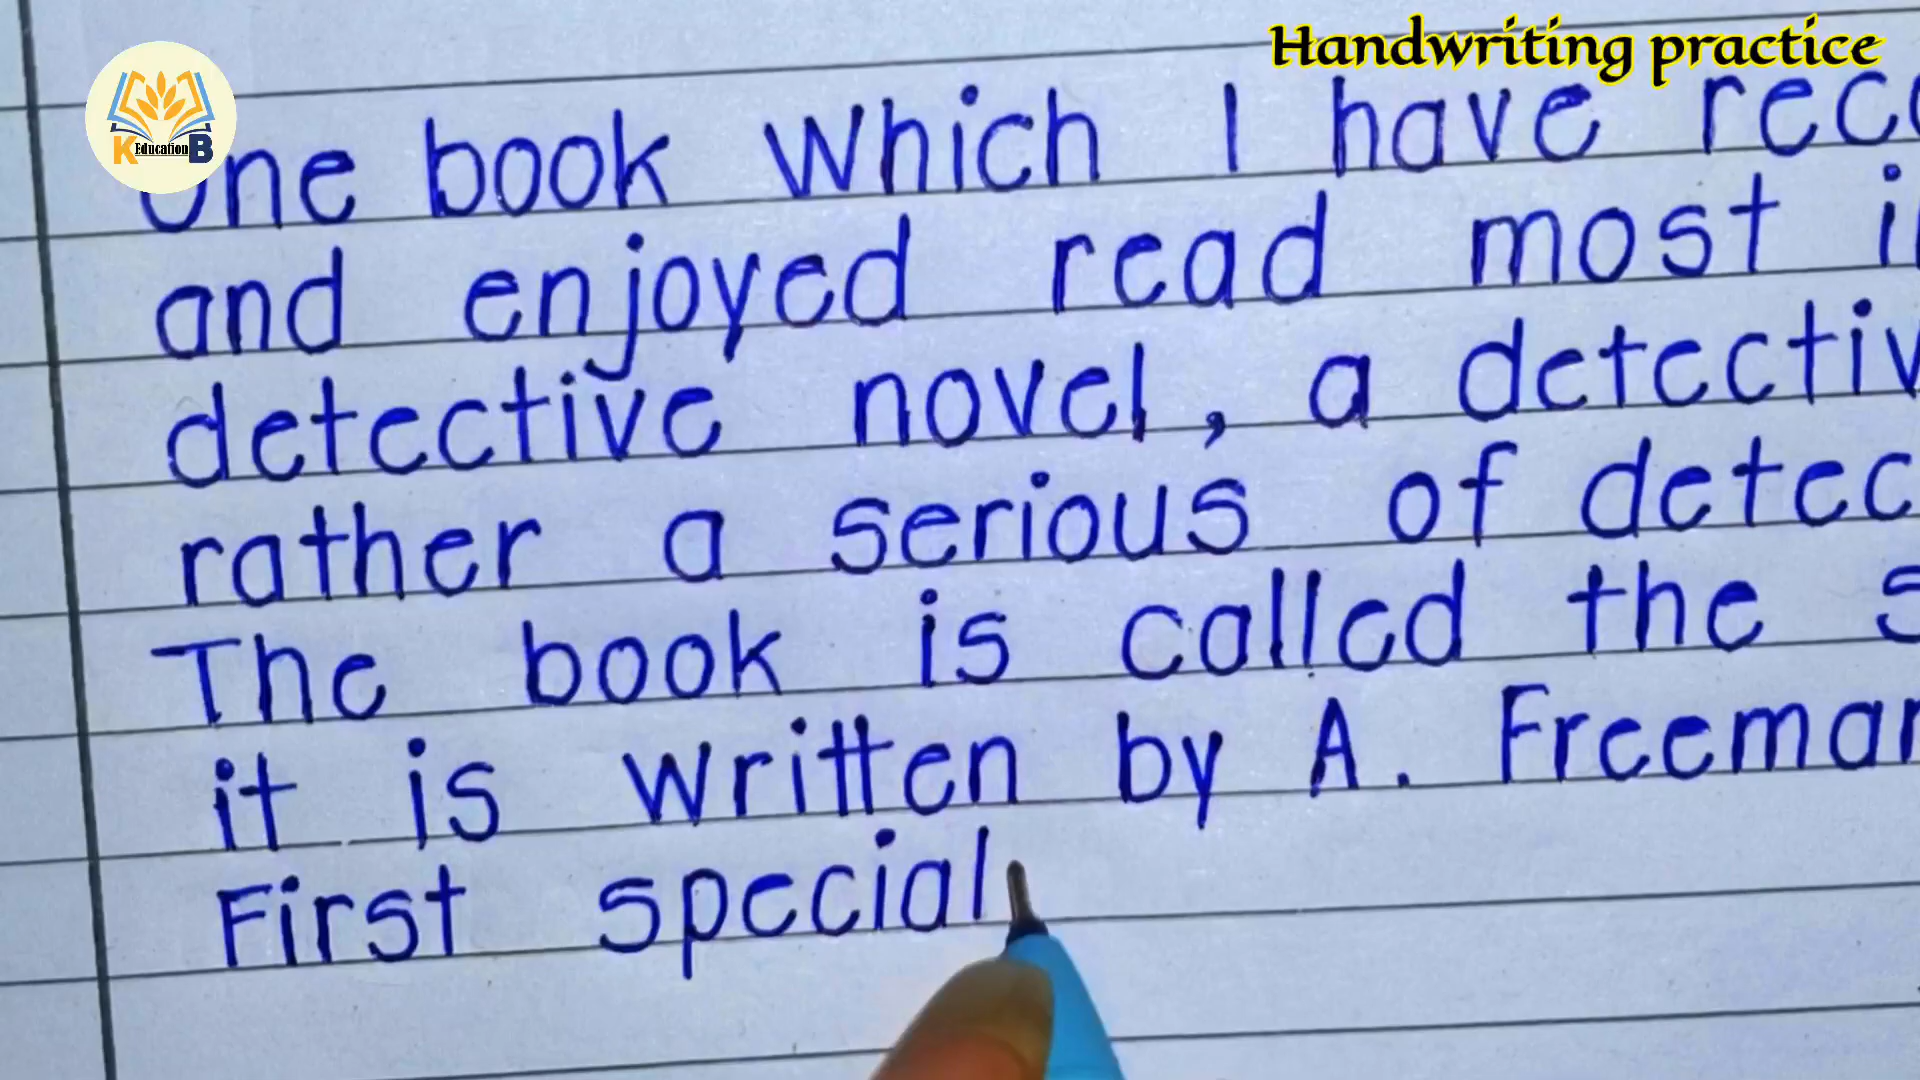 Handwriting practice
K Education B
One book which I have rec
and enjoyed read most i
detective novel, a detectiv
rather a serious of detec
The book is called the s
it is written by A. Freeman
First special